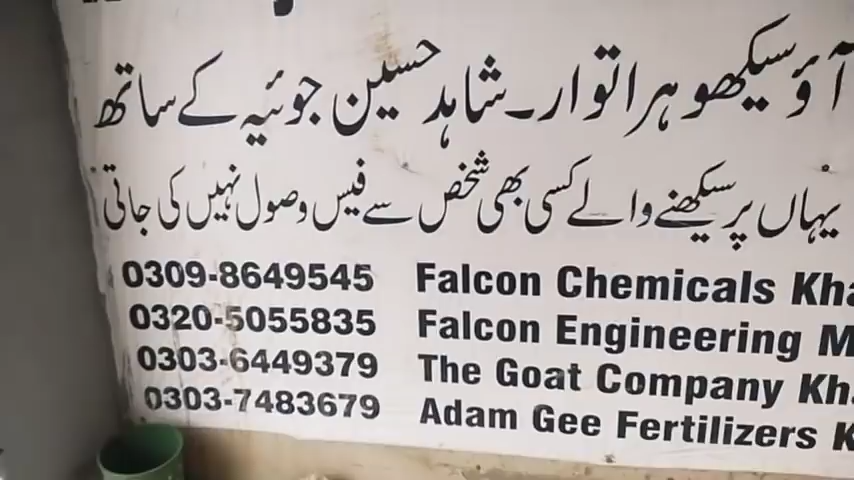 آؤ سیکھو ہر اتوار۔ شاہد حسین جوئیہ کے ساتھ
یہاں پر سیکھنے والے کسی بھی شخص سے فیس وصول نہیں کی جاتی
0309-8649545 Falcon Chemicals Kha
0320-5055835 Falcon Engineering M
0303-6449379 The Goat Company Kh
0303-7483679 Adam Gee Fertilizers K